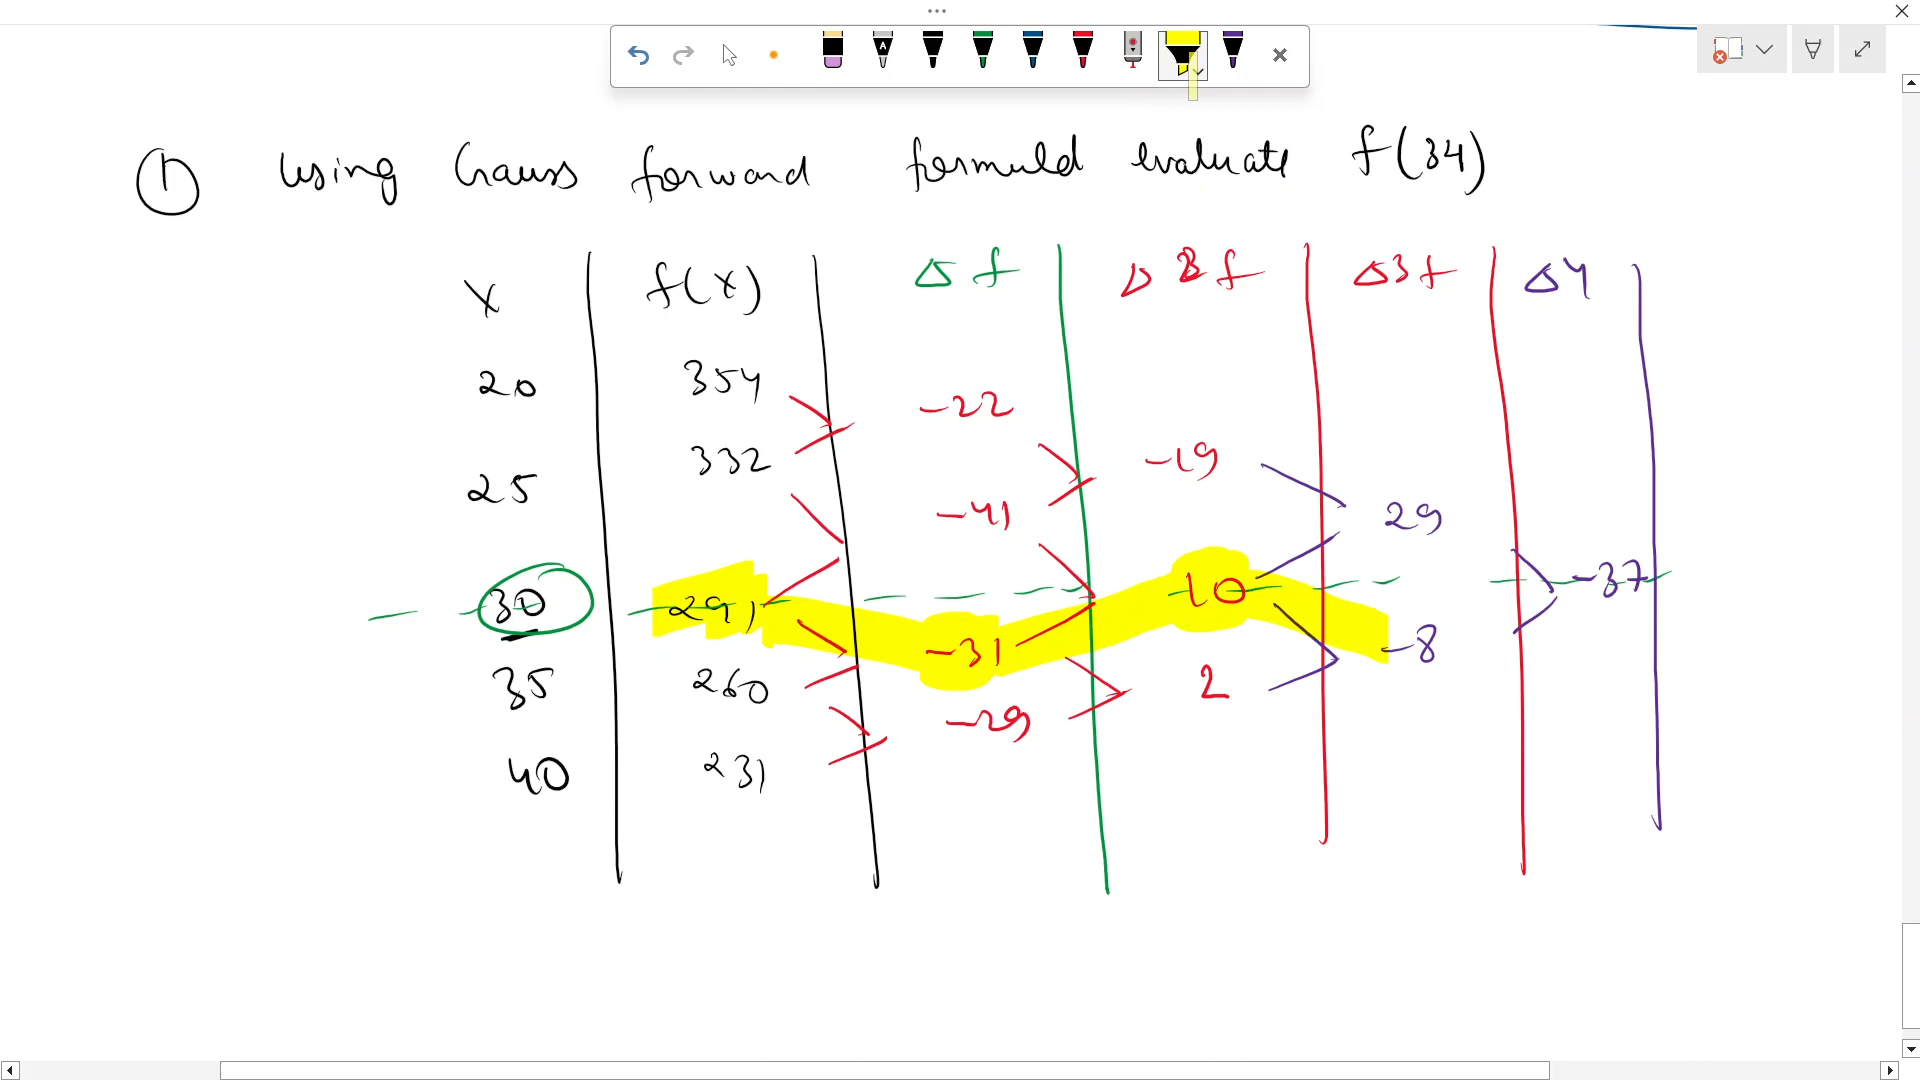 ① Using Gauss forward formuld evaluate f(34)
x f(x) Δf Δ2f Δ3f Δ4
20 354
-22
332 -19
25 -41 29
30 291 10 -37
-31 -8
35 260 2
-29
40 231